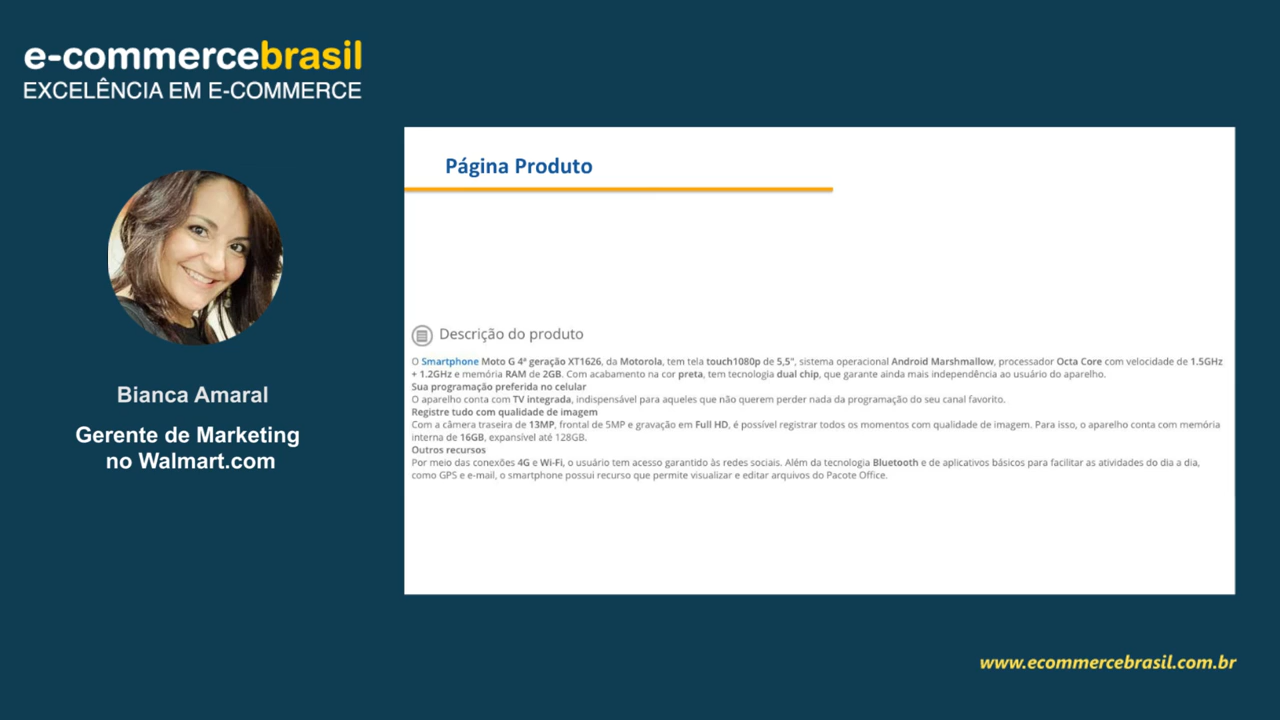 e-commercebrasil
EXCELÊNCIA EM E-COMMERCE
Bianca Amaral
Gerente de Marketing
no Walmart.com
Página Produto
Descrição do produto
O Smartphone Moto G 4ª geração XT1626, da Motorola, tem tela touch1080p de 5,5", sistema operacional Android Marshmallow, processador Octa Core com velocidade de 1.5GHz
+ 1.2GHz e memória RAM de 2GB. Com acabamento na cor preta, tem tecnologia dual chip, que garante ainda mais independência ao usuário do aparelho.
Sua programação preferida no celular
O aparelho conta com TV integrada, indispensável para aqueles que não querem perder nada da programação do seu canal favorito.
Registre tudo com qualidade de imagem
Com a câmera traseira de 13MP, frontal de 5MP e gravação em Full HD, é possível registrar todos os momentos com qualidade de imagem. Para isso, o aparelho conta com memória
interna de 16GB, expansível até 128GB.
Outros recursos
Por meio das conexões 4G e Wi-Fi, o usuário tem acesso garantido às redes sociais. Além da tecnologia Bluetooth e de aplicativos básicos para facilitar as atividades do dia a dia,
como GPS e e-mail, o smartphone possui recurso que permite visualizar e editar arquivos do Pacote Office.
www.ecommercebrasil.com.br